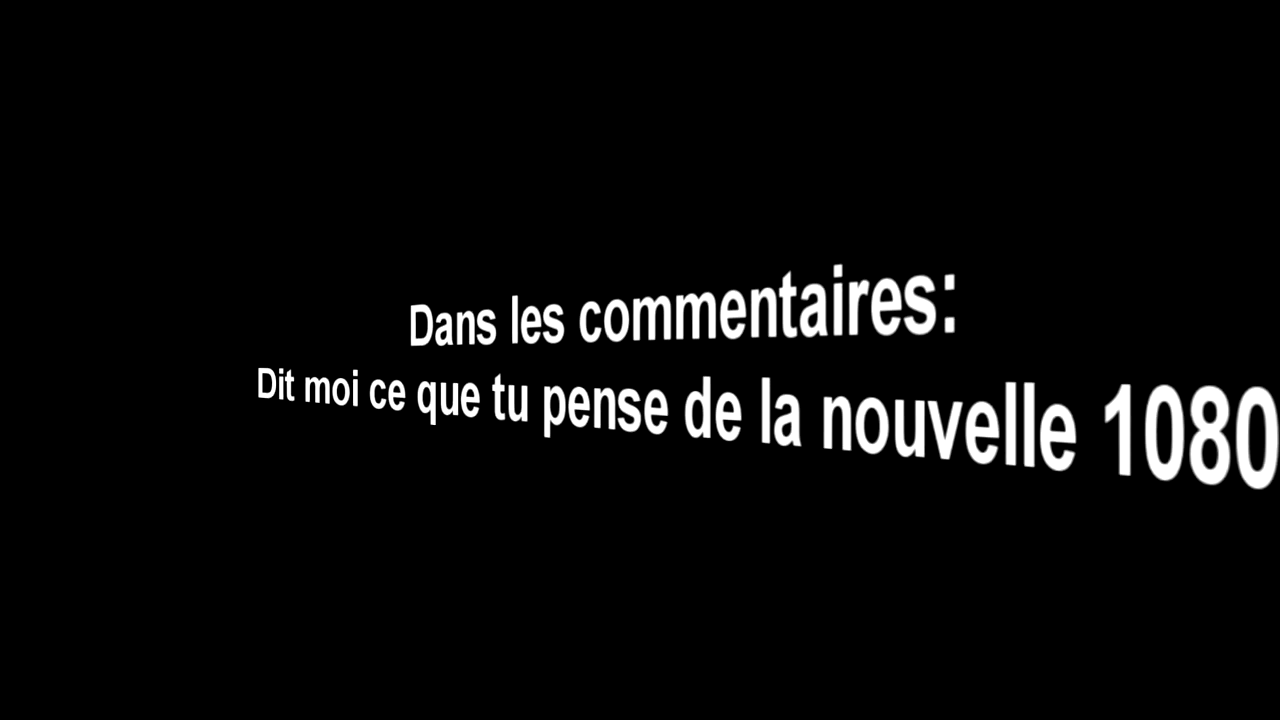 Dans les commentaires:
Dit moi ce que tu pense de la nouvelle 1080